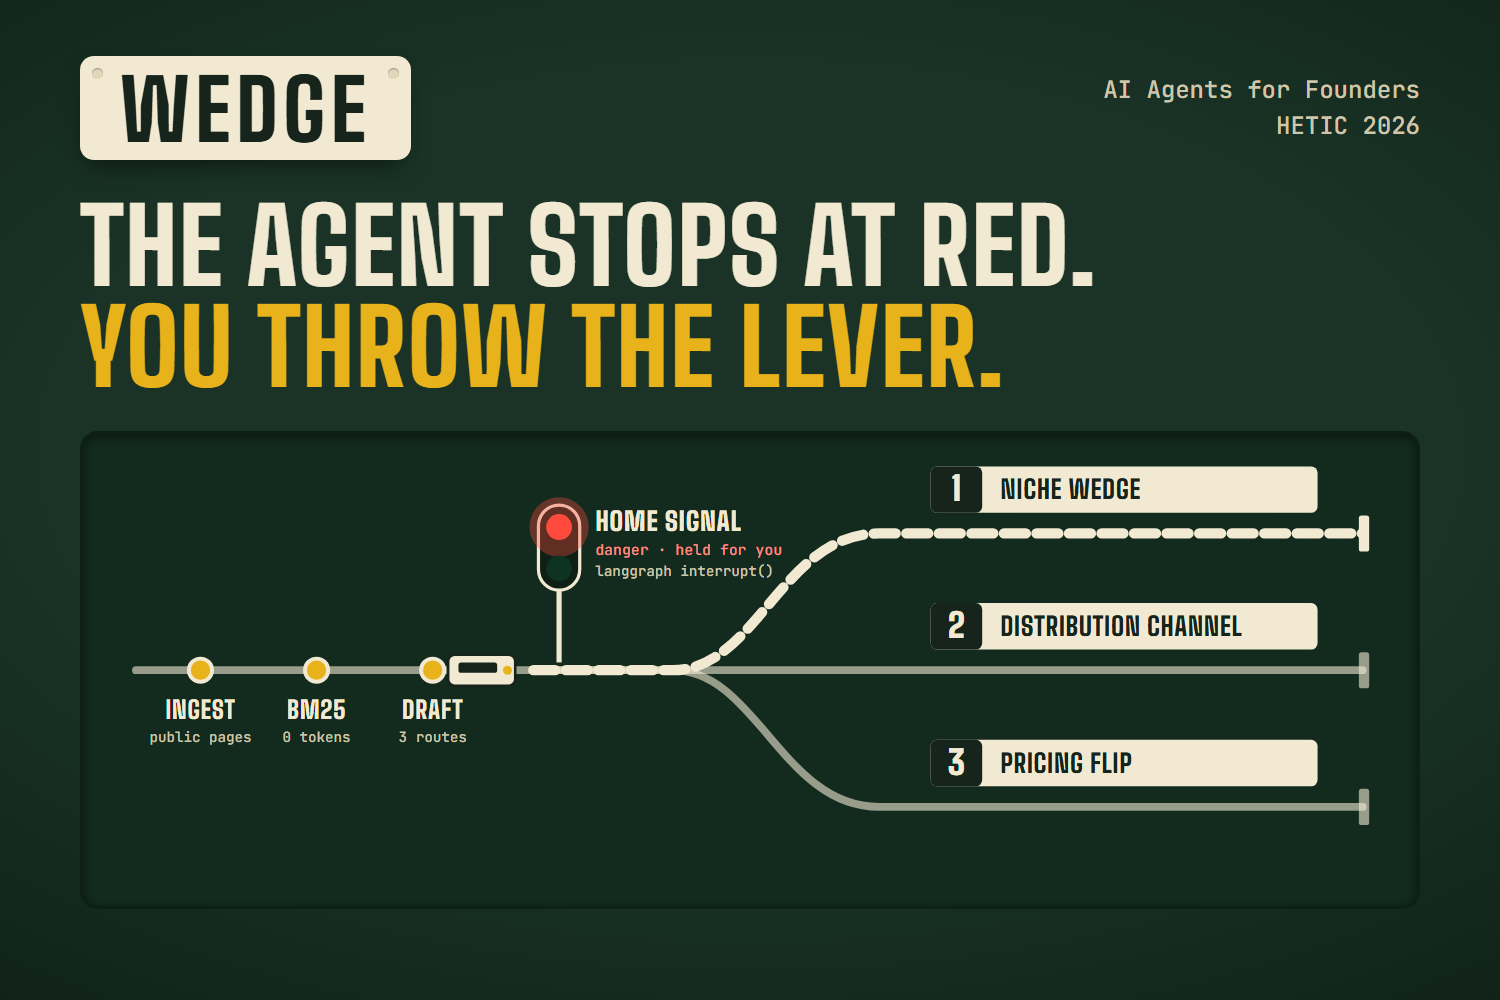 WEDGE
AI Agents for Founders
HETIC 2026
THE AGENT STOPS AT RED.
YOU THROW THE LEVER.
1 NICHE WEDGE
HOME SIGNAL
danger · held for you
langgraph interrupt()
2 DISTRIBUTION CHANNEL
INGEST
public pages
BM25
0 tokens
DRAFT
3 routes
3 PRICING FLIP